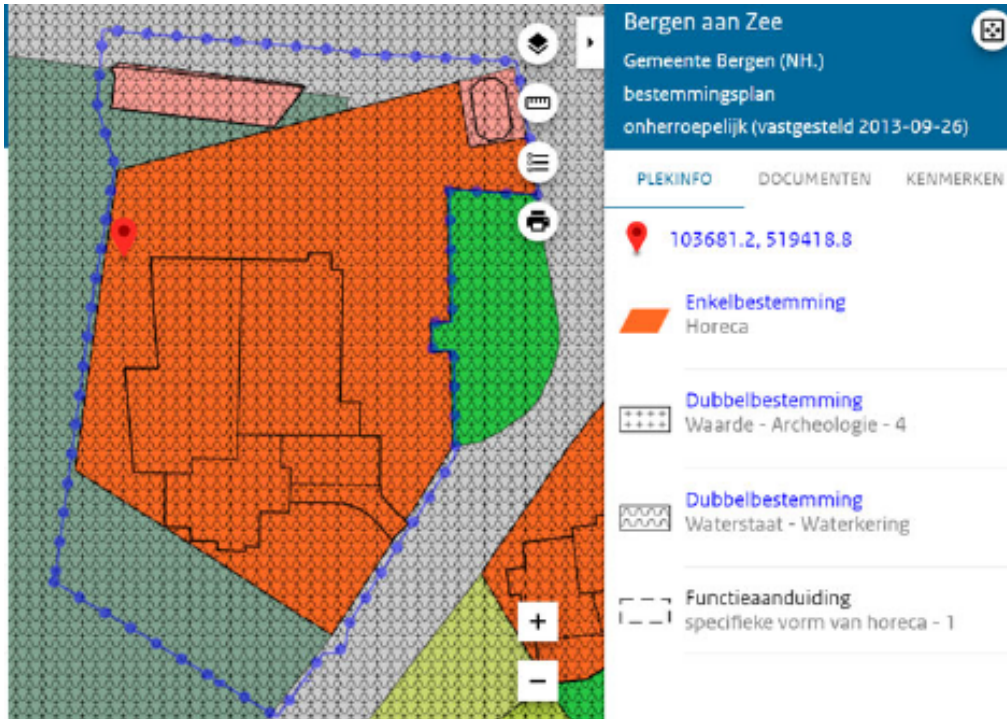 Bergen aan Zee
Gemeente Bergen (NH.)
bestemmingsplan
onherroepelijk (vastgesteld 2013-09-26)
PLEKINFO DOCUMENTEN KENMERKEN
103681.2, 519418.8
Enkelbestemming
Horeca
Dubbelbestemming
Waarde - Archeologie - 4
Dubbelbestemming
Waterstaat - Waterkering
Functieaanduiding
specifieke vorm van horeca - 1